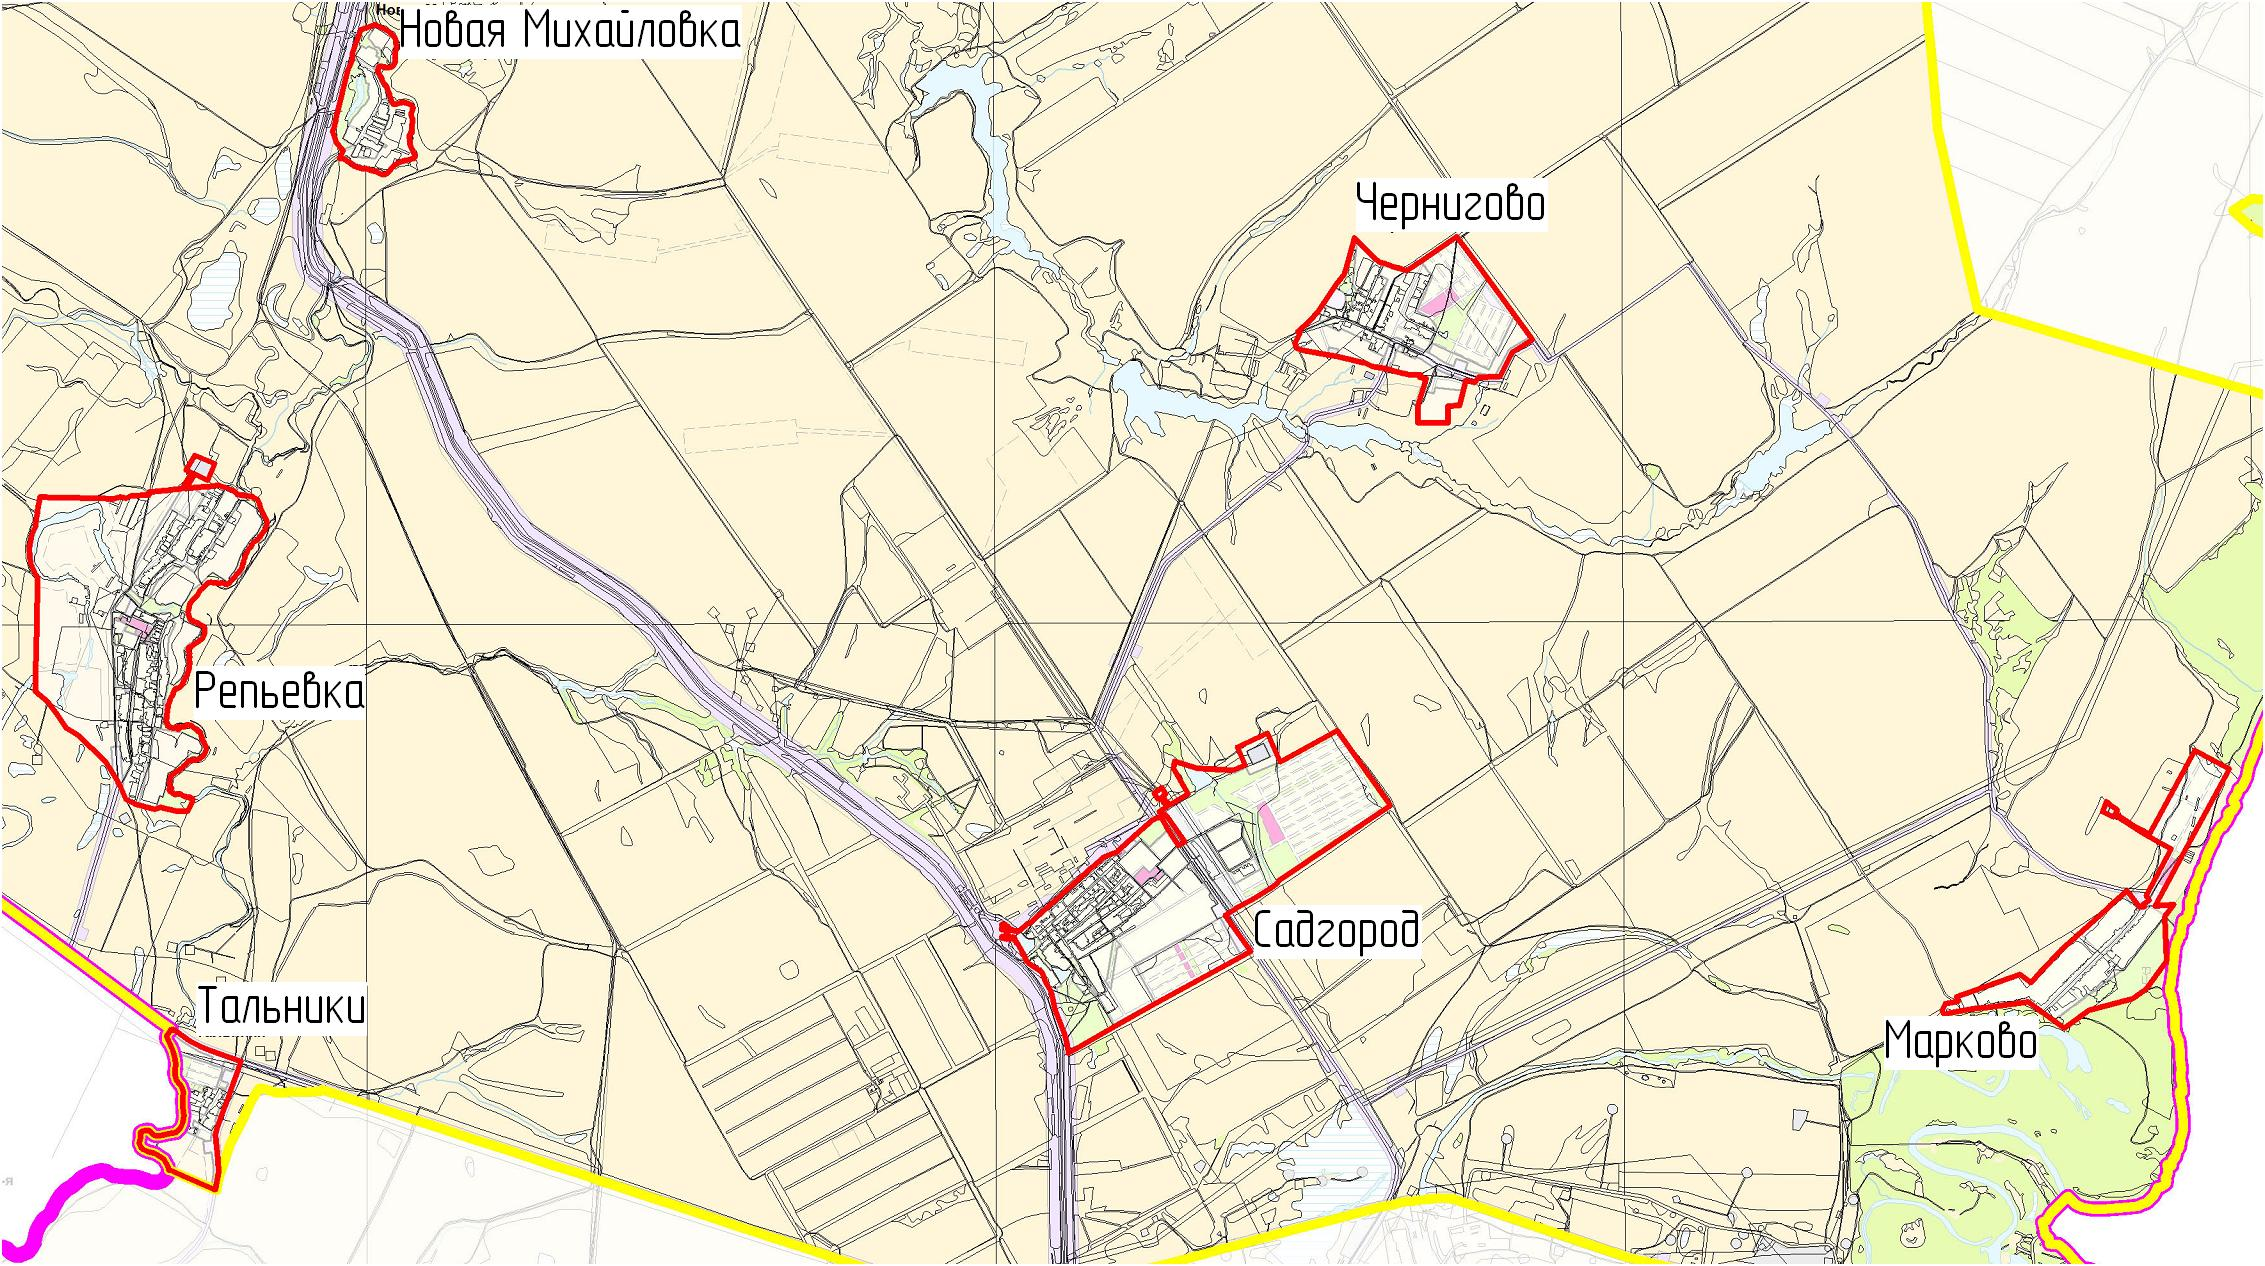 Новая Михайловка
Чернигово
Репьевка
Садгород
Тальники
Марково